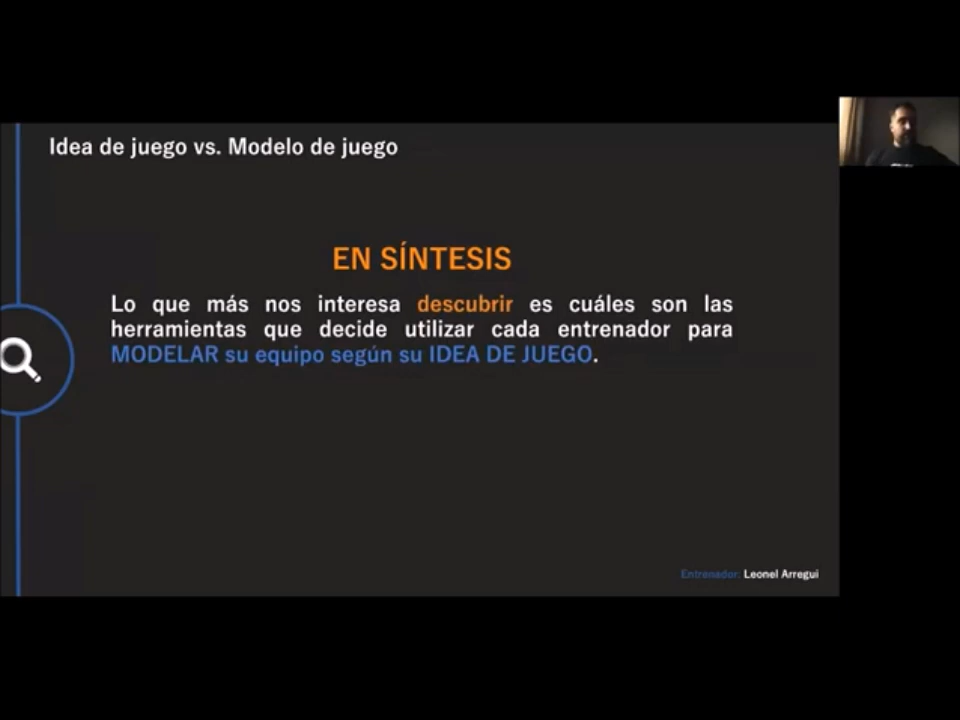 Idea de juego vs. Modelo de juego
EN SÍNTESIS
Lo que más nos interesa descubrir es cuáles son las
herramientas que decide utilizar cada entrenador para
MODELAR su equipo según su IDEA DE JUEGO.
Entrenador: Leonel Arregui